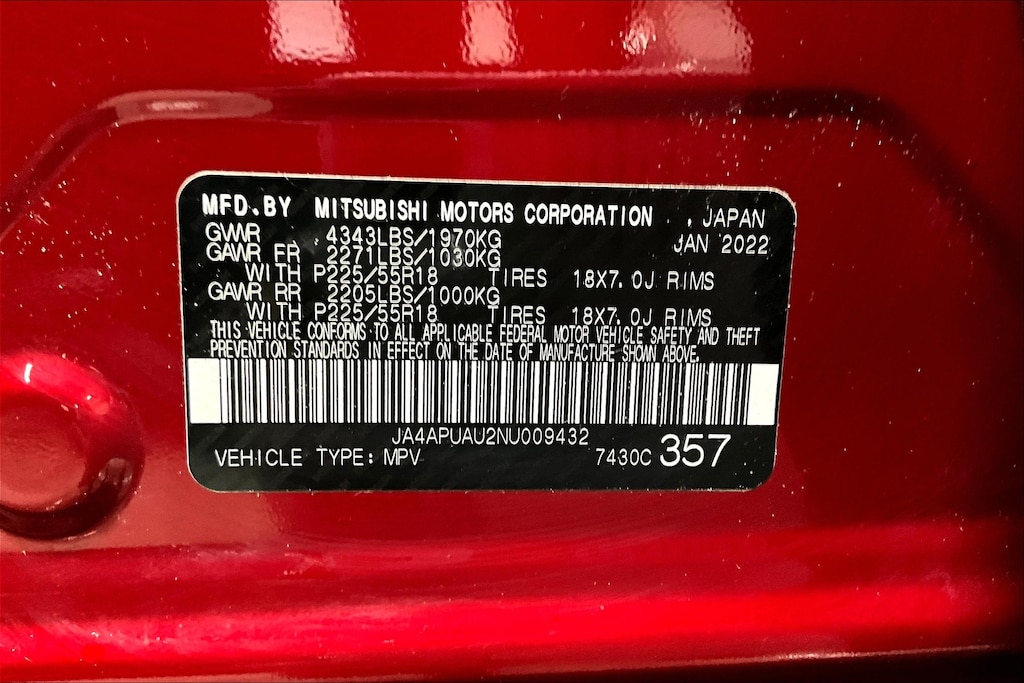 MFD.BY MITSUBISHI MOTORS CORPORATION , JAPAN
GVWR 4343LBS/1970KG JAN 2022
GAWR FR 2271LBS/1030KG
WITH P225/55R18 TIRES 18X7.0J RIMS
GAWR RR 2205LBS/1000KG
WITH P225/55R18 TIRES 18X7.0J RIMS
THIS VEHICLE CONFORMS TO ALL APPLICABLE FEDERAL MOTOR VEHICLE SAFETY AND THEFT
PREVENTION STANDARDS IN EFFECT ON THE DATE OF MANUFACTURE SHOWN ABOVE.
JA4APUAU2NU009432
VEHICLE TYPE: MPV 7430C 357